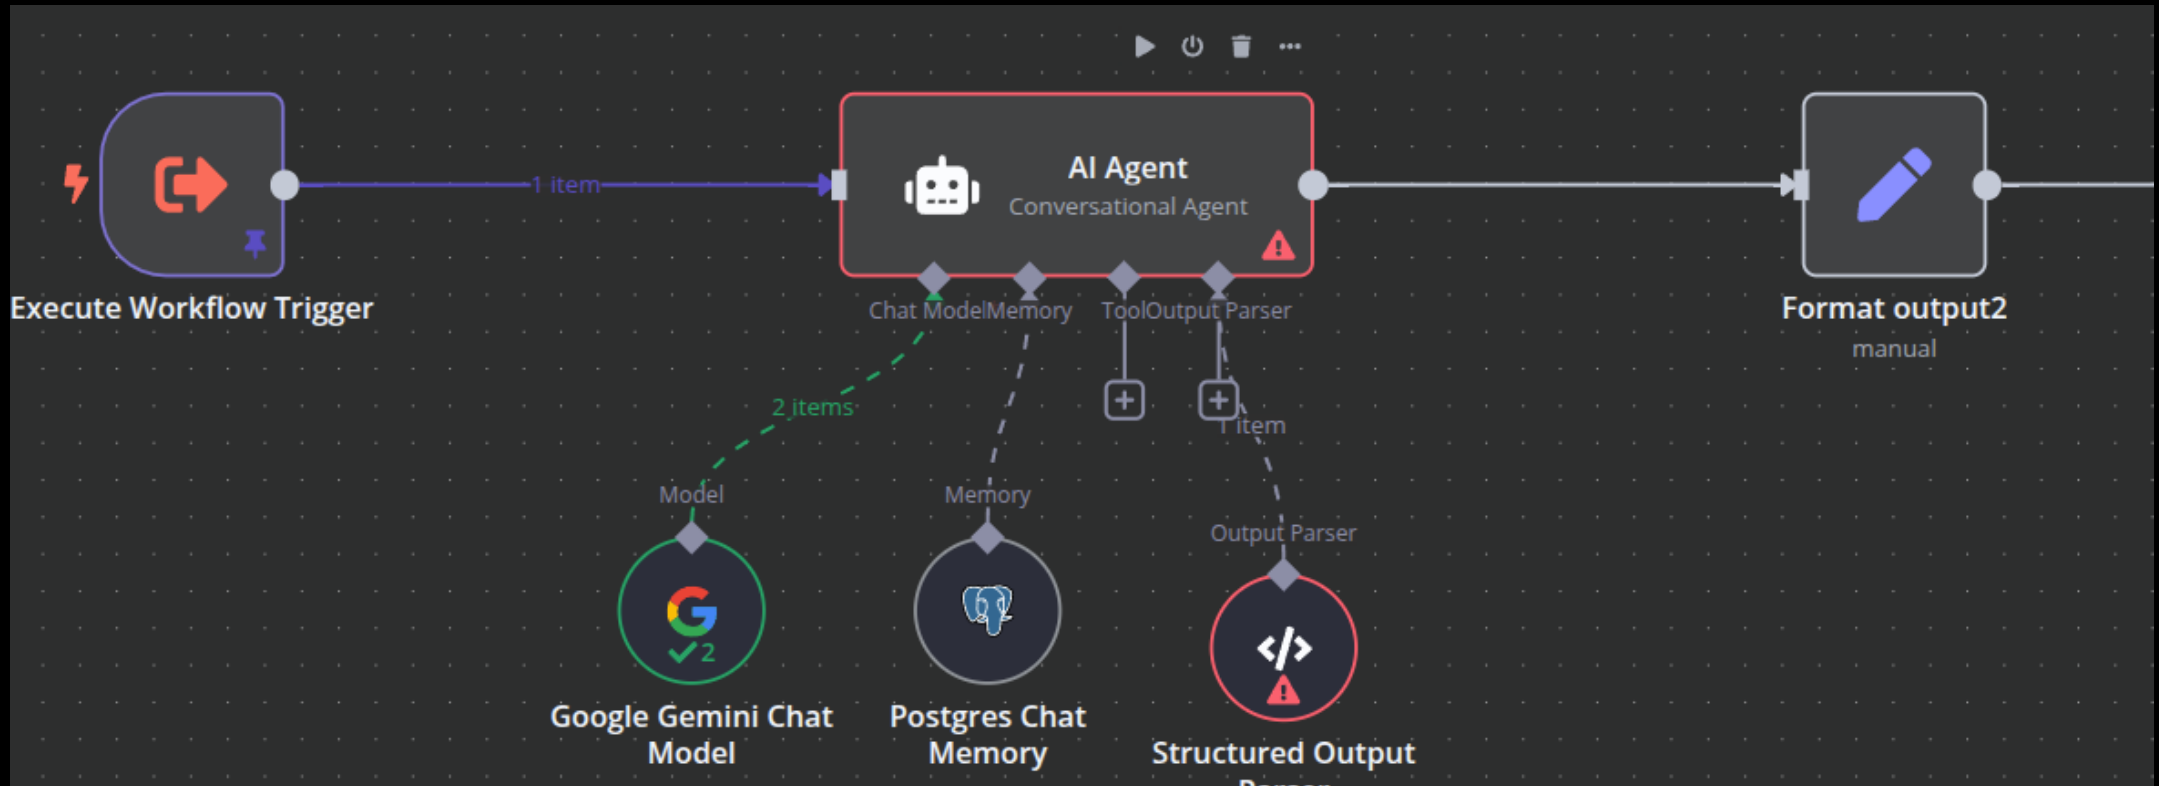 AI Agent
Conversational Agent
1 item
Execute Workflow Trigger
Format output2
manual
Chat Model
Memory
Tool
Output Parser
2 items
1 item
Model
Memory
Output Parser
2
Google Gemini Chat
Model
Postgres Chat
Memory
Structured Output